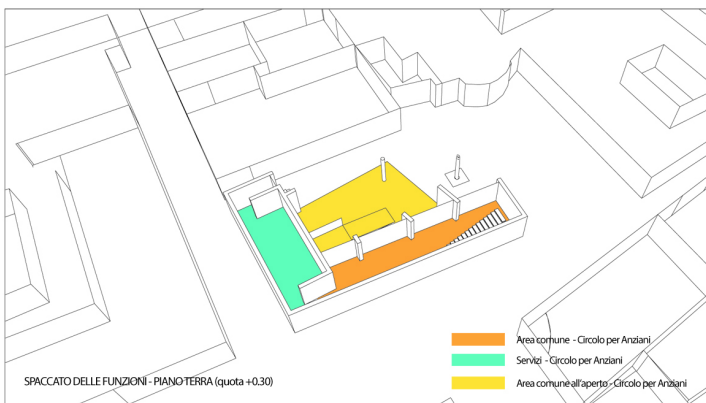 Area comune - Circolo per Anziani
Servizi - Circolo per Anziani
Area comune all'aperto - Circolo per Anziani
SPACCATO DELLE FUNZIONI - PIANO TERRA (quota +0.30)